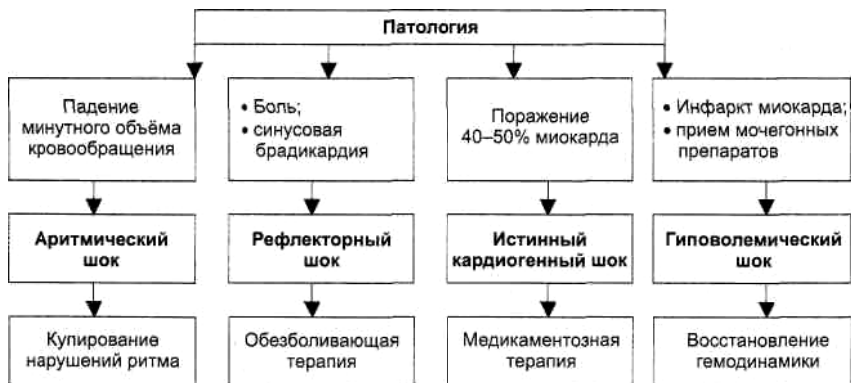 Патология
Падение
минутного объёма
кровообращения
• Боль;
• синусовая
брадикардия
Поражение
40–50% миокарда
• Инфаркт миокарда;
• прием мочегонных
препаратов
Аритмический
шок
Рефлекторный
шок
Истинный
кардиогенный шок
Гиповолемический
шок
Купирование
нарушений ритма
Обезболивающая
терапия
Медикаментозная
терапия
Восстановление
гемодинамики